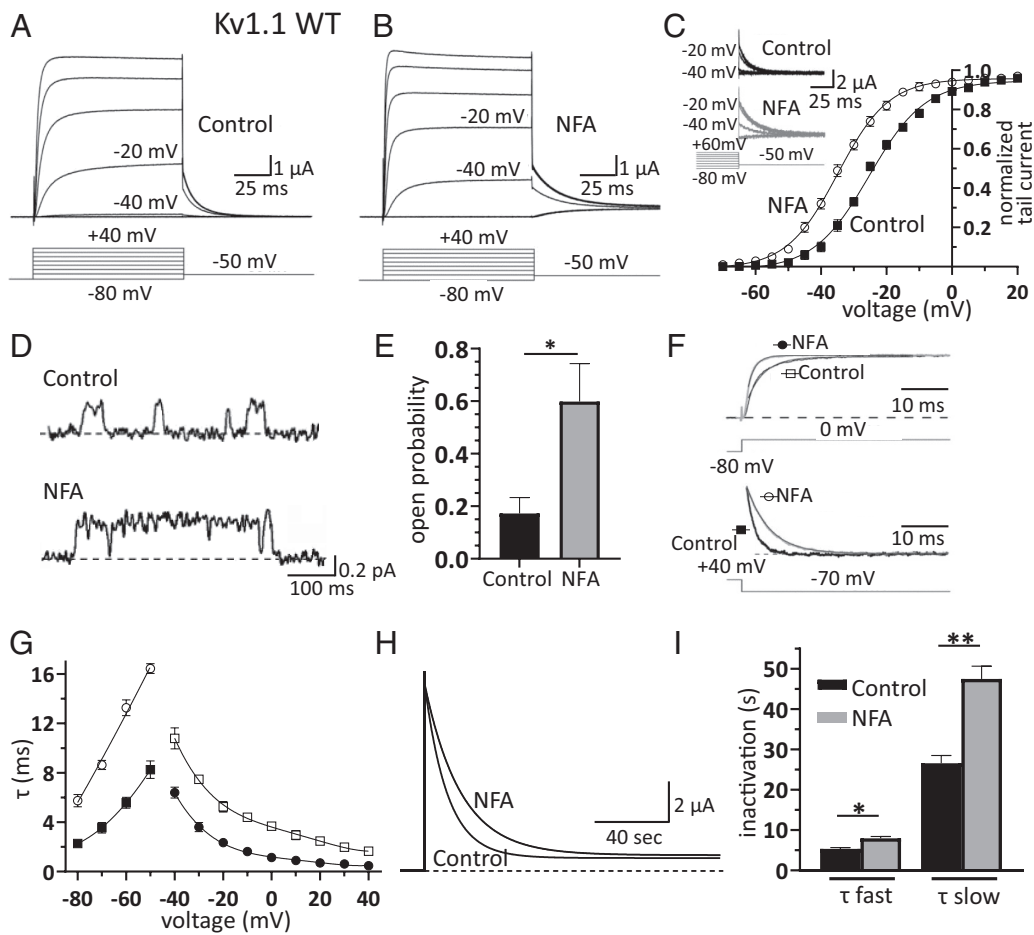 Kv1.1 WT
A
Control
-20 mV
-40 mV
1 µA
25 ms
+40 mV
-50 mV
-80 mV
B
-20 mV
NFA
-40 mV
1 µA
25 ms
+40 mV
-50 mV
-80 mV
C
-20 mV
Control
-40 mV
2 µA
25 ms
NFA
-20 mV
-40 mV
+60mV
-50 mV
-80 mV
NFA
Control
1.0
0.8
0.6
0.4
0.2
normalized
tail current
-60 -40 -20 0 20
voltage (mV)
D
Control
NFA
0.2 pA
100 ms
E
*
0.8
0.6
0.4
0.2
0.0
open probability
Control NFA
F
NFA
Control
10 ms
0 mV
-80 mV
NFA
10 ms
Control
+40 mV
-70 mV
G
16
12
8
4
0
τ (ms)
-80 -60 -40 -20 0 20 40
voltage (mV)
H
NFA
Control
2 µA
40 sec
I
**
50
40
30
20
10
0
inactivation (s)
Control
NFA
*
τ fast τ slow